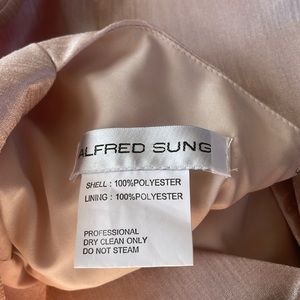 ALFRED SUNG
SHELL : 100%POLYESTER
LINING : 100%POLYESTER
PROFESSIONAL
DRY CLEAN ONLY
DO NOT STEAM